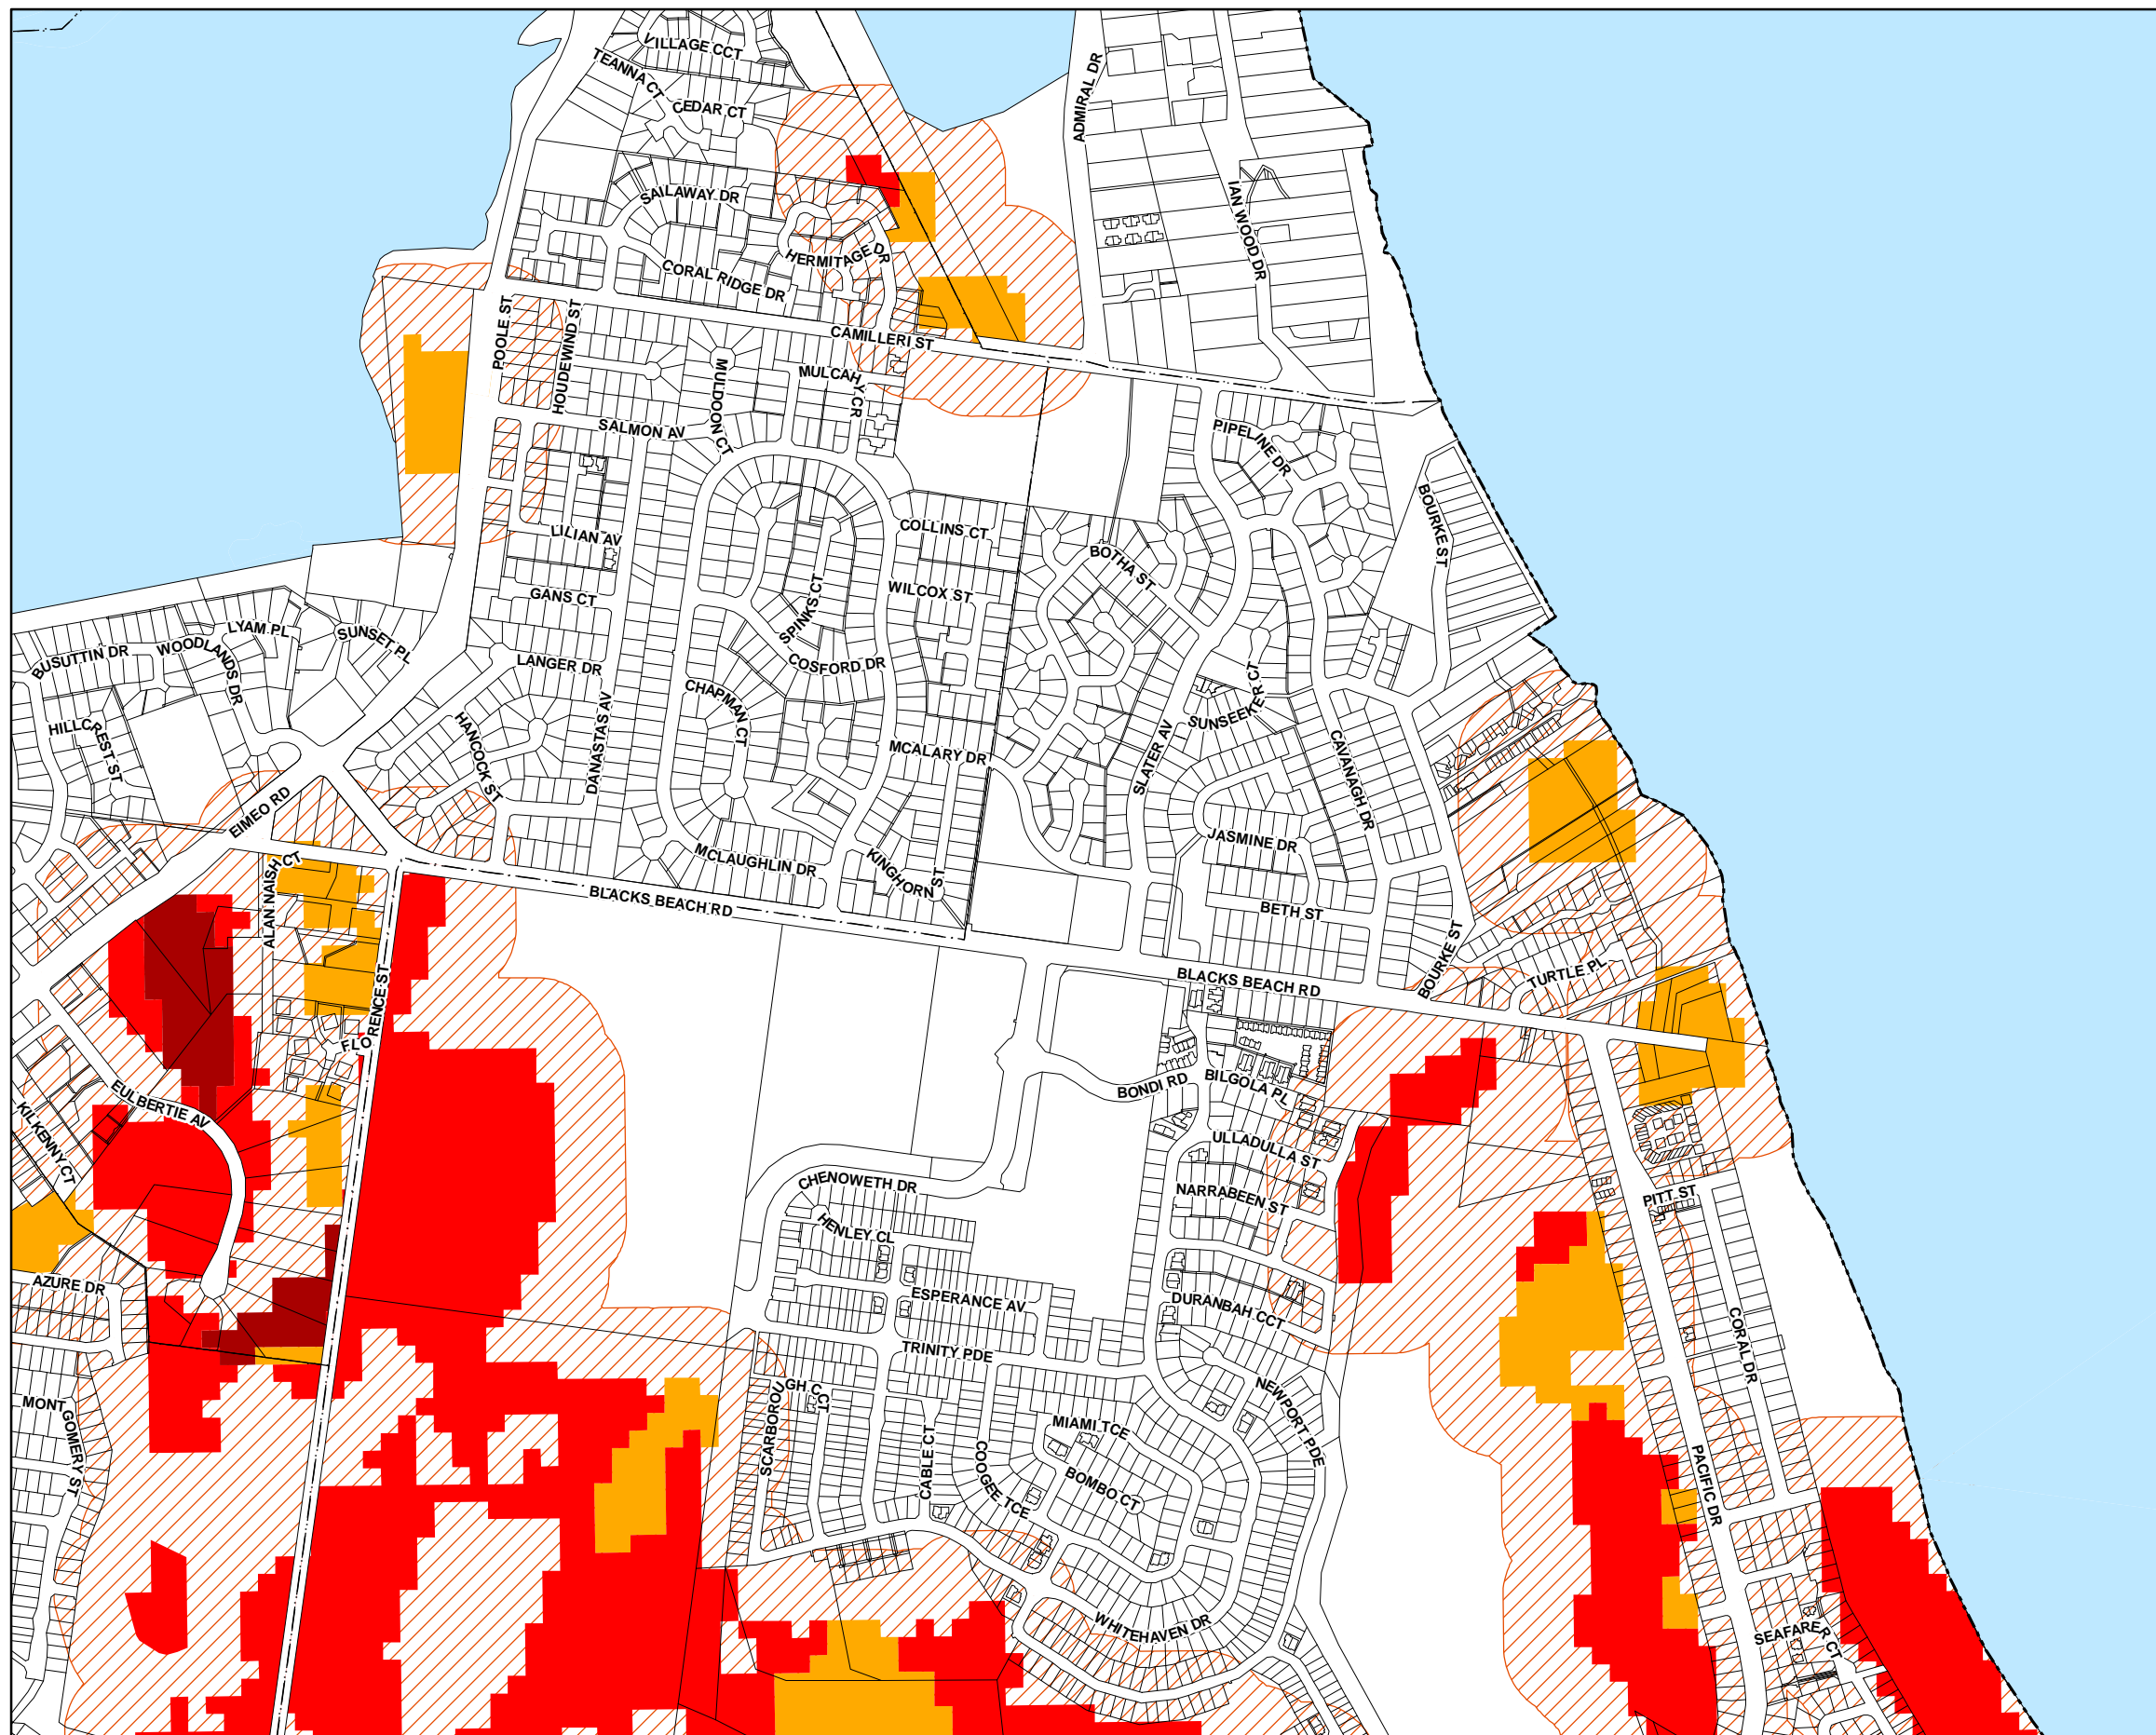 VILLAGE CCT
TEANNA CT
CEDAR CT
ADMIRAL DR
SAILAWAY DR
IAN WOOD DR
HERMITAGE DR
CORAL RIDGE DR
POOLE ST
HOUDEWIND ST
CAMILLERI ST
MULDOON CT
MULCAHY CR
SALMON AV
PIPELINE DR
BOURKE ST
COLLINS CT
LILIAN AV
BOTHA ST
GANS CT
WILCOX ST
SPINKS CT
LYAM PL
SUNSET PL
BUSUTTIN DR
WOODLANDS DR
LANGER DR
COSFORD DR
CHAPMAN CT
SUNSEEKER CT
HILLCREST ST
HANCOCK ST
DANASTAS AV
MCALARY DR
SLATER AV
CAVANAGH DR
EIMEO RD
JASMINE DR
MCLAUGHLIN DR
KINGHORN ST
ALAN NAISH CT
BLACKS BEACH RD
BETH ST
BOURKE ST
TURTLE PL
BLACKS BEACH RD
FLORENCE ST
BONDI RD
BILGOLA PL
EULBERTIE AV
KILKENNY CT
ULLADULLA ST
CHENOWETH DR
NARRABEEN ST
PITT ST
HENLEY CL
AZURE DR
ESPERANCE AV
DURANBAH CCT
CORAL DR
TRINITY PDE
SCARBOROUGH CCT
NEWPORT PDE
MONTGOMERY ST
MIAMI TCE
CABLE CT
COOGEE TCE
BOMBO CT
PACIFIC DR
WHITEHAVEN DR
SEAFARER CT